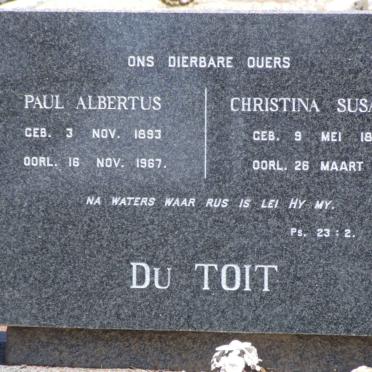 ONS DIERBARE OUERS
PAUL ALBERTUS
GEB. 3 NOV. 1893
OORL. 16 NOV. 1967.
CHRISTINA
GEB. 9 MEI
OORL. 26 MAART
NA WATERS WAAR RUS IS LEI HY MY.
Ps. 23 : 2.
DU TOIT